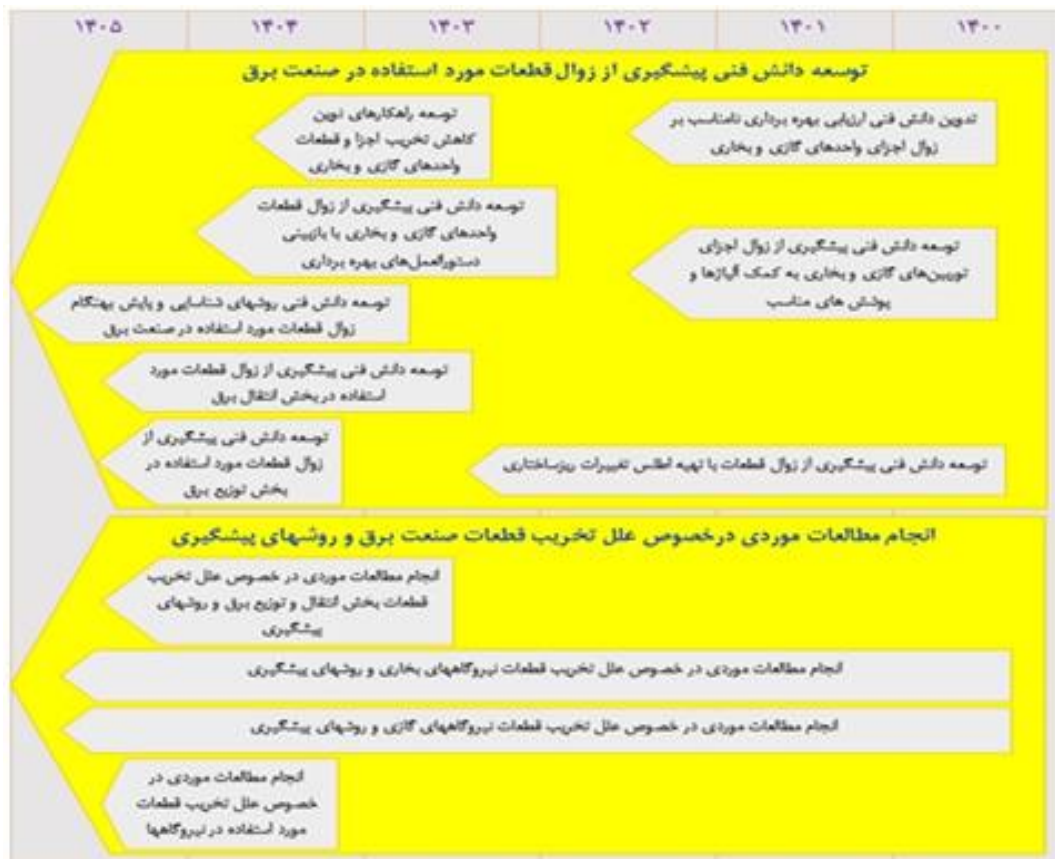 ۱۴۰۰ ۱۴۰۱ ۱۴۰۲ ۱۴۰۳ ۱۴۰۴ ۱۴۰۵
توسعه دانش فنی پیشگیری از زوال قطعات مورد استفاده در صنعت برق
تدوین دانش فنی ارزیابی بهره برداری نامناسب بر
زوال اجزای واحدهای گازی و بخاری
توسعه راهکارهای نوین
کاهش تخریب اجزا و قطعات
واحدهای گازی و بخاری
توسعه دانش فنی پیشگیری از زوال اجزای
توربین‌های گازی و بخاری به کمک آلیاژها و
پوشش های مناسب
توسعه دانش فنی پیشگیری از زوال قطعات
واحدهای گازی و بخاری با بازبینی
دستورالعمل‌های بهره برداری
توسعه دانش فنی روشهای شناسایی و پایش بهنگام
زوال قطعات مورد استفاده در صنعت برق
توسعه دانش فنی پیشگیری از زوال قطعات مورد
استفاده در بخش انتقال برق
توسعه دانش فنی پیشگیری از زوال قطعات با تهیه اطلس تغییرات ریزساختاری
توسعه دانش فنی پیشگیری از
زوال قطعات مورد استفاده در
بخش توزیع برق
انجام مطالعات موردی درخصوص علل تخریب قطعات صنعت برق و روشهای پیشگیری
انجام مطالعات موردی در خصوص علل تخریب
قطعات بخش انتقال و توزیع برق و روشهای
پیشگیری
انجام مطالعات موردی در خصوص علل تخریب قطعات نیروگاههای بخاری و روشهای پیشگیری
انجام مطالعات موردی در خصوص علل تخریب قطعات نیروگاههای گازی و روشهای پیشگیری
انجام مطالعات موردی در
خصوص علل تخریب قطعات
مورد استفاده در نیروگاهها